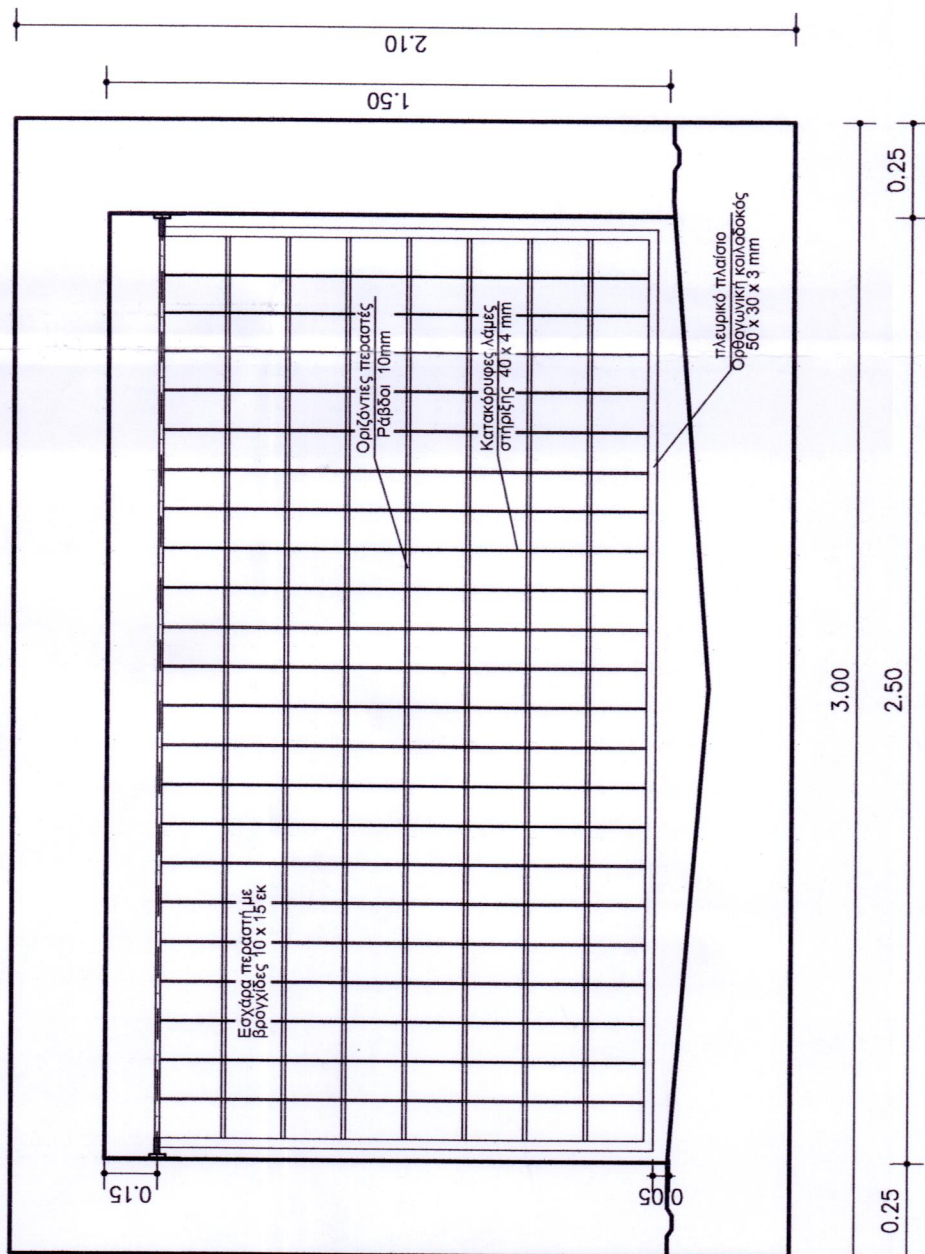 2.10
1.50
Οριζόντιες περαστές
Ράβδοι 10mm
Κατακόρυφες λάμες
στήριξης 40 x 4 mm
πλευρικό πλαίσιο
Ορθαγωνική κοιλοδοκός
50 x 30 x 3 mm
Εσχάρα περαστή με
βρονχίδες 10 x 15 εκ
0.15
0.05
3.00
0.25
2.50
0.25